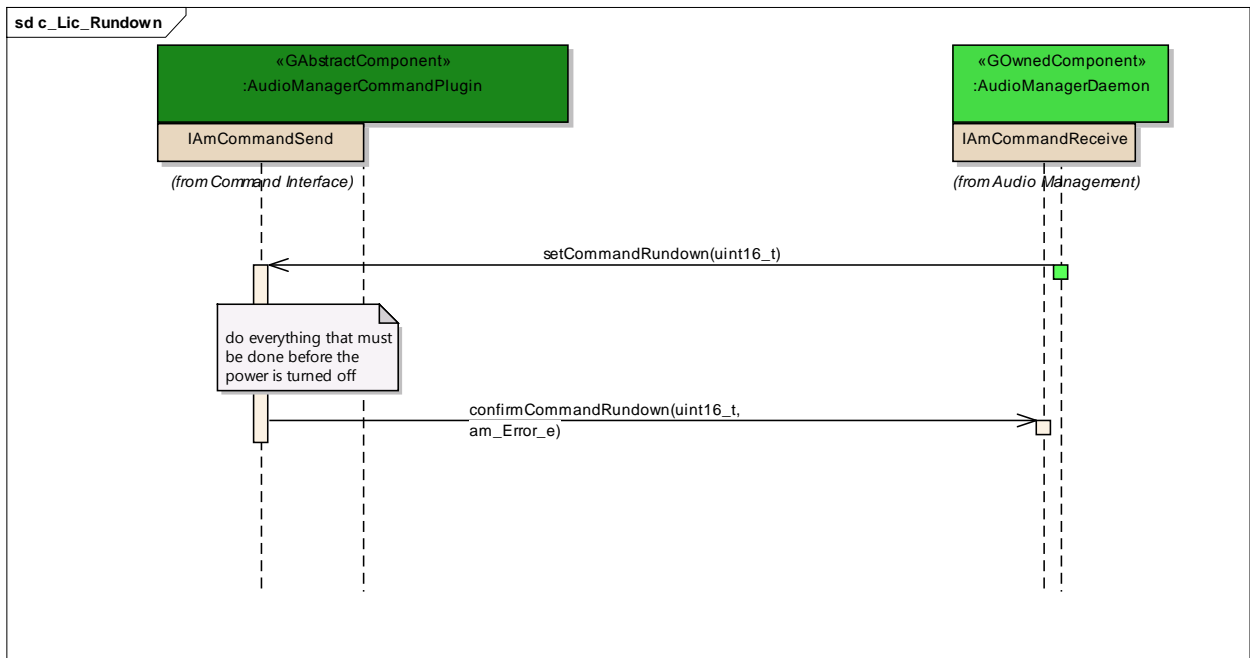 sd c_Lic_Rundown
«GAbstractComponent»
:AudioManagerCommandPlugin
«GOwnedComponent»
:AudioManagerDaemon
IAmCommandSend
IAmCommandReceive
(from Command Interface)
(from Audio Management)
setCommandRundown(uint16_t)
do everything that must
be done before the
power is turned off
confirmCommandRundown(uint16_t,
am_Error_e)